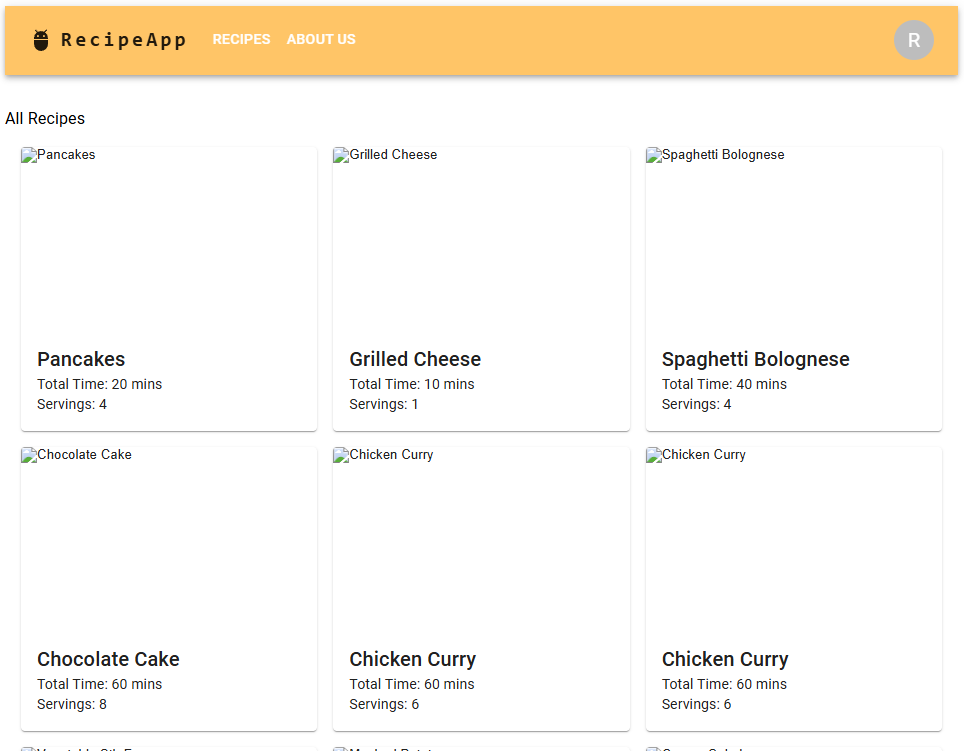 RecipeApp RECIPES ABOUT US R
All Recipes
Pancakes Grilled Cheese Spaghetti Bolognese
Pancakes Grilled Cheese Spaghetti Bolognese
Total Time: 20 mins Total Time: 10 mins Total Time: 40 mins
Servings: 4 Servings: 1 Servings: 4
Chocolate Cake Chicken Curry Chicken Curry
Chocolate Cake Chicken Curry Chicken Curry
Total Time: 60 mins Total Time: 60 mins Total Time: 60 mins
Servings: 8 Servings: 6 Servings: 6